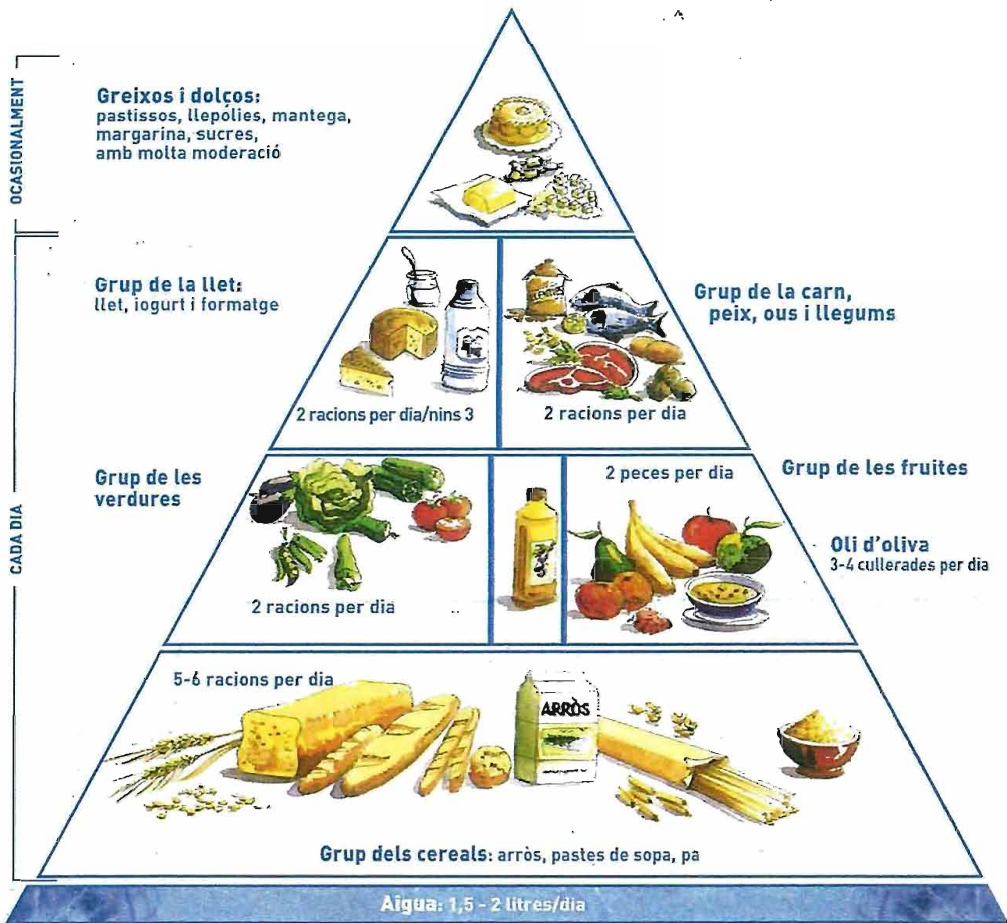 OCASIONALMENT
Greixos i dolços:
pastissos, llepolies, mantega,
margarina, sucres,
amb molta moderació
CADA DIA
Grup de la llet:
llet, iogurt i formatge
2 racions per dia/nins 3
Grup de la carn,
peix, ous i llegums
2 racions per dia
Grup de les
verdures
2 racions per dia
Grup de les fruites
2 peces per dia
Oli d'oliva
3-4 cullerades per dia
5-6 racions per dia
ARRÒS
Grup dels cereals: arròs, pastes de sopa, pa
Aigua: 1,5 - 2 litres/dia